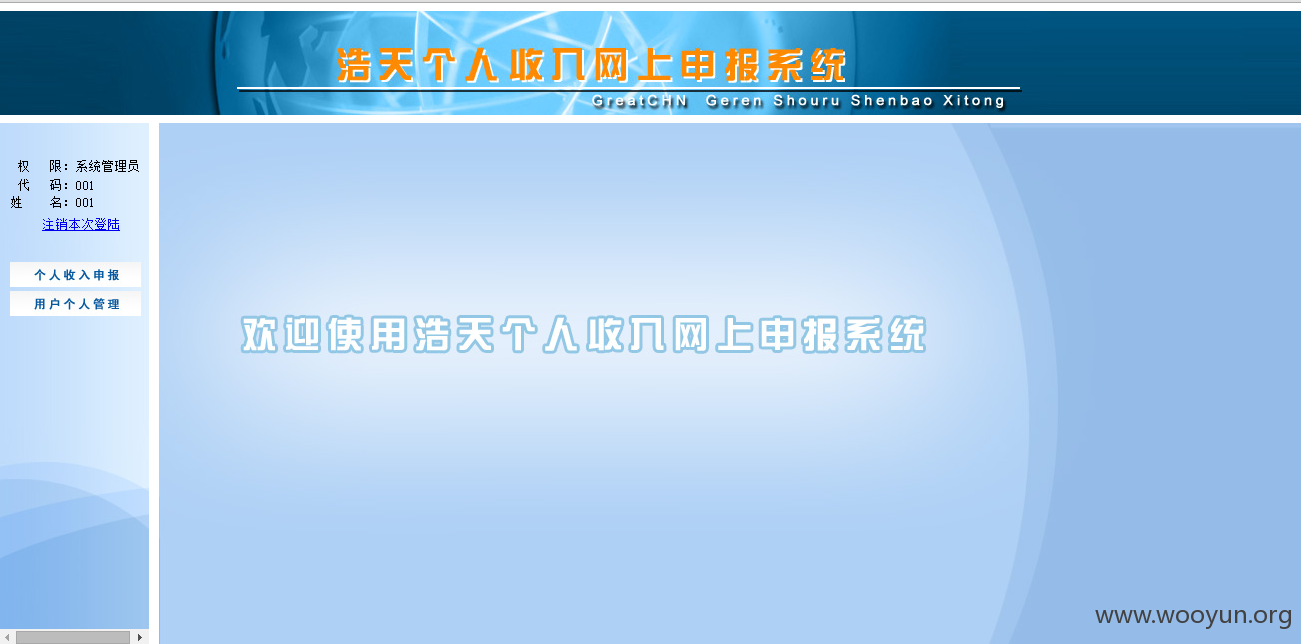 浩天个人收入网上申报系统
GreatCHN Geren Shouru Shenbao Xitong
权 限：系统管理员
代 码：001
姓 名：001
注销本次登陆
个人收入申报
用户个人管理
欢迎使用浩天个人收入网上申报系统
www.wooyun.org